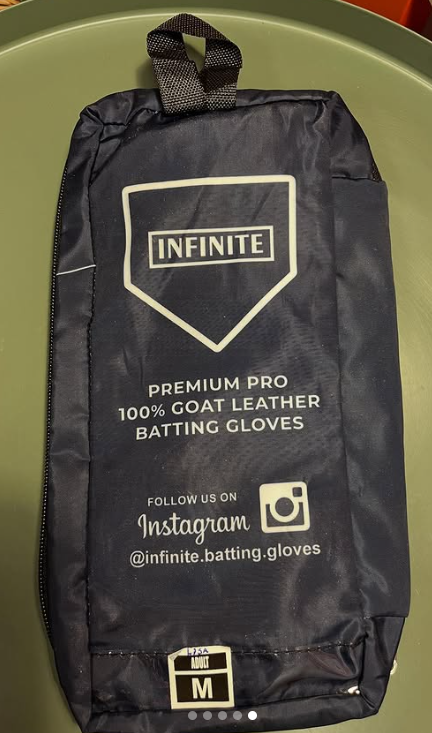 INFINITE
PREMIUM PRO
100% GOAT LEATHER
BATTING GLOVES
FOLLOW US ON
Instagram
@infinite.batting.gloves
ADULT
M